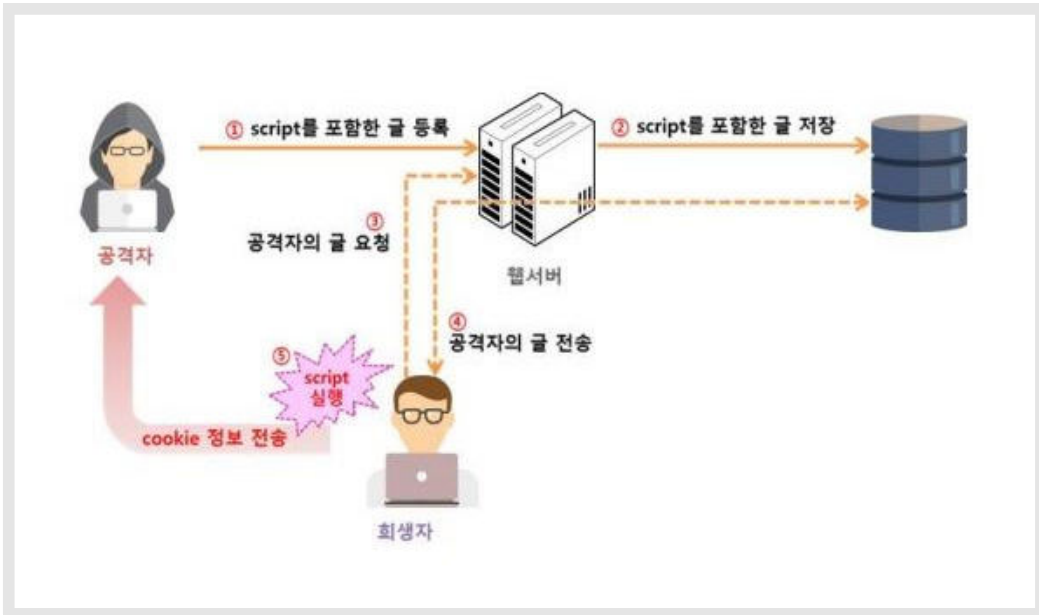 ① script를 포함한 글 등록
② script를 포함한 글 저장
공격자
③
공격자의 글 요청
웹서버
④
공격자의 글 전송
⑤
script
실행
cookie 정보 전송
희생자